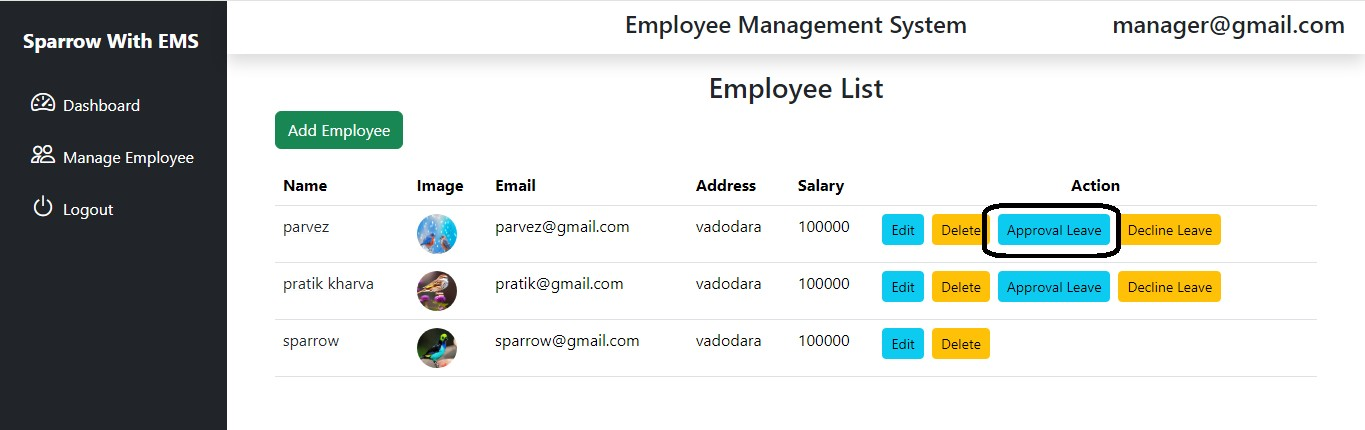 Sparrow With EMS
Dashboard
Manage Employee
Logout
Employee Management System manager@gmail.com
Employee List
Add Employee
Name Image Email Address Salary Action
parvez parvez@gmail.com vadodara 100000 Edit Delete Approval Leave Decline Leave
pratik kharva pratik@gmail.com vadodara 100000 Edit Delete Approval Leave Decline Leave
sparrow sparrow@gmail.com vadodara 100000 Edit Delete